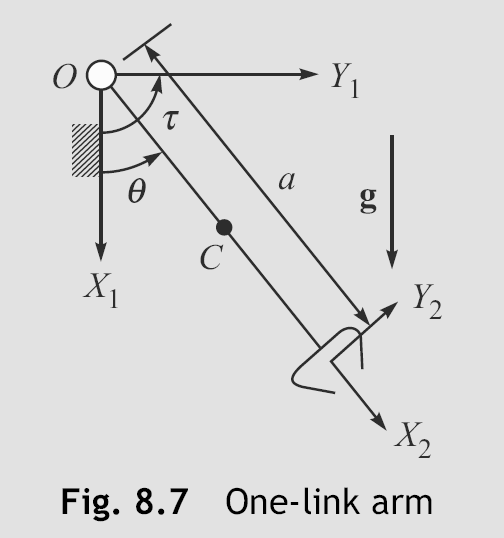 O
Y₁
τ
a
θ
g
C
X₁
Y₂
X₂
Fig. 8.7 One-link arm